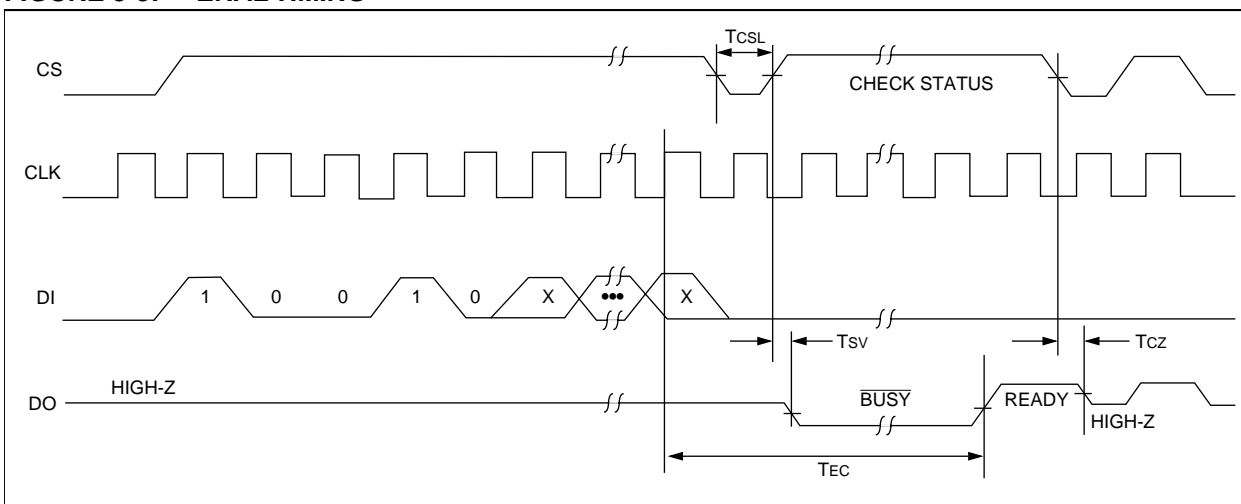 TCSL
CS
CHECK STATUS
CLK
DI
1 0 0 1 0 X ••• X
TSV
TCZ
HIGH-Z
DO
BUSY
READY
HIGH-Z
TEC